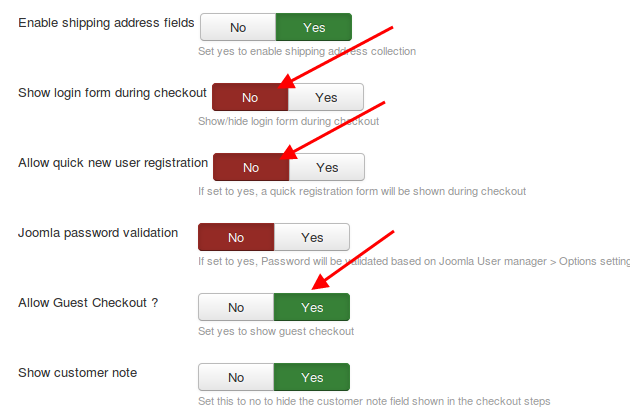 Enable shipping address fields No Yes
Set yes to enable shipping address collection
Show login form during checkout No Yes
Show/hide login form during checkout
Allow quick new user registration No Yes
If set to yes, a quick registration form will be shown during checkout
Joomla password validation No Yes
If set to yes, Password will be validated based on Joomla User manager > Options setting
Allow Guest Checkout ? No Yes
Set yes to show guest checkout
Show customer note No Yes
Set this to no to hide the customer note field shown in the checkout steps